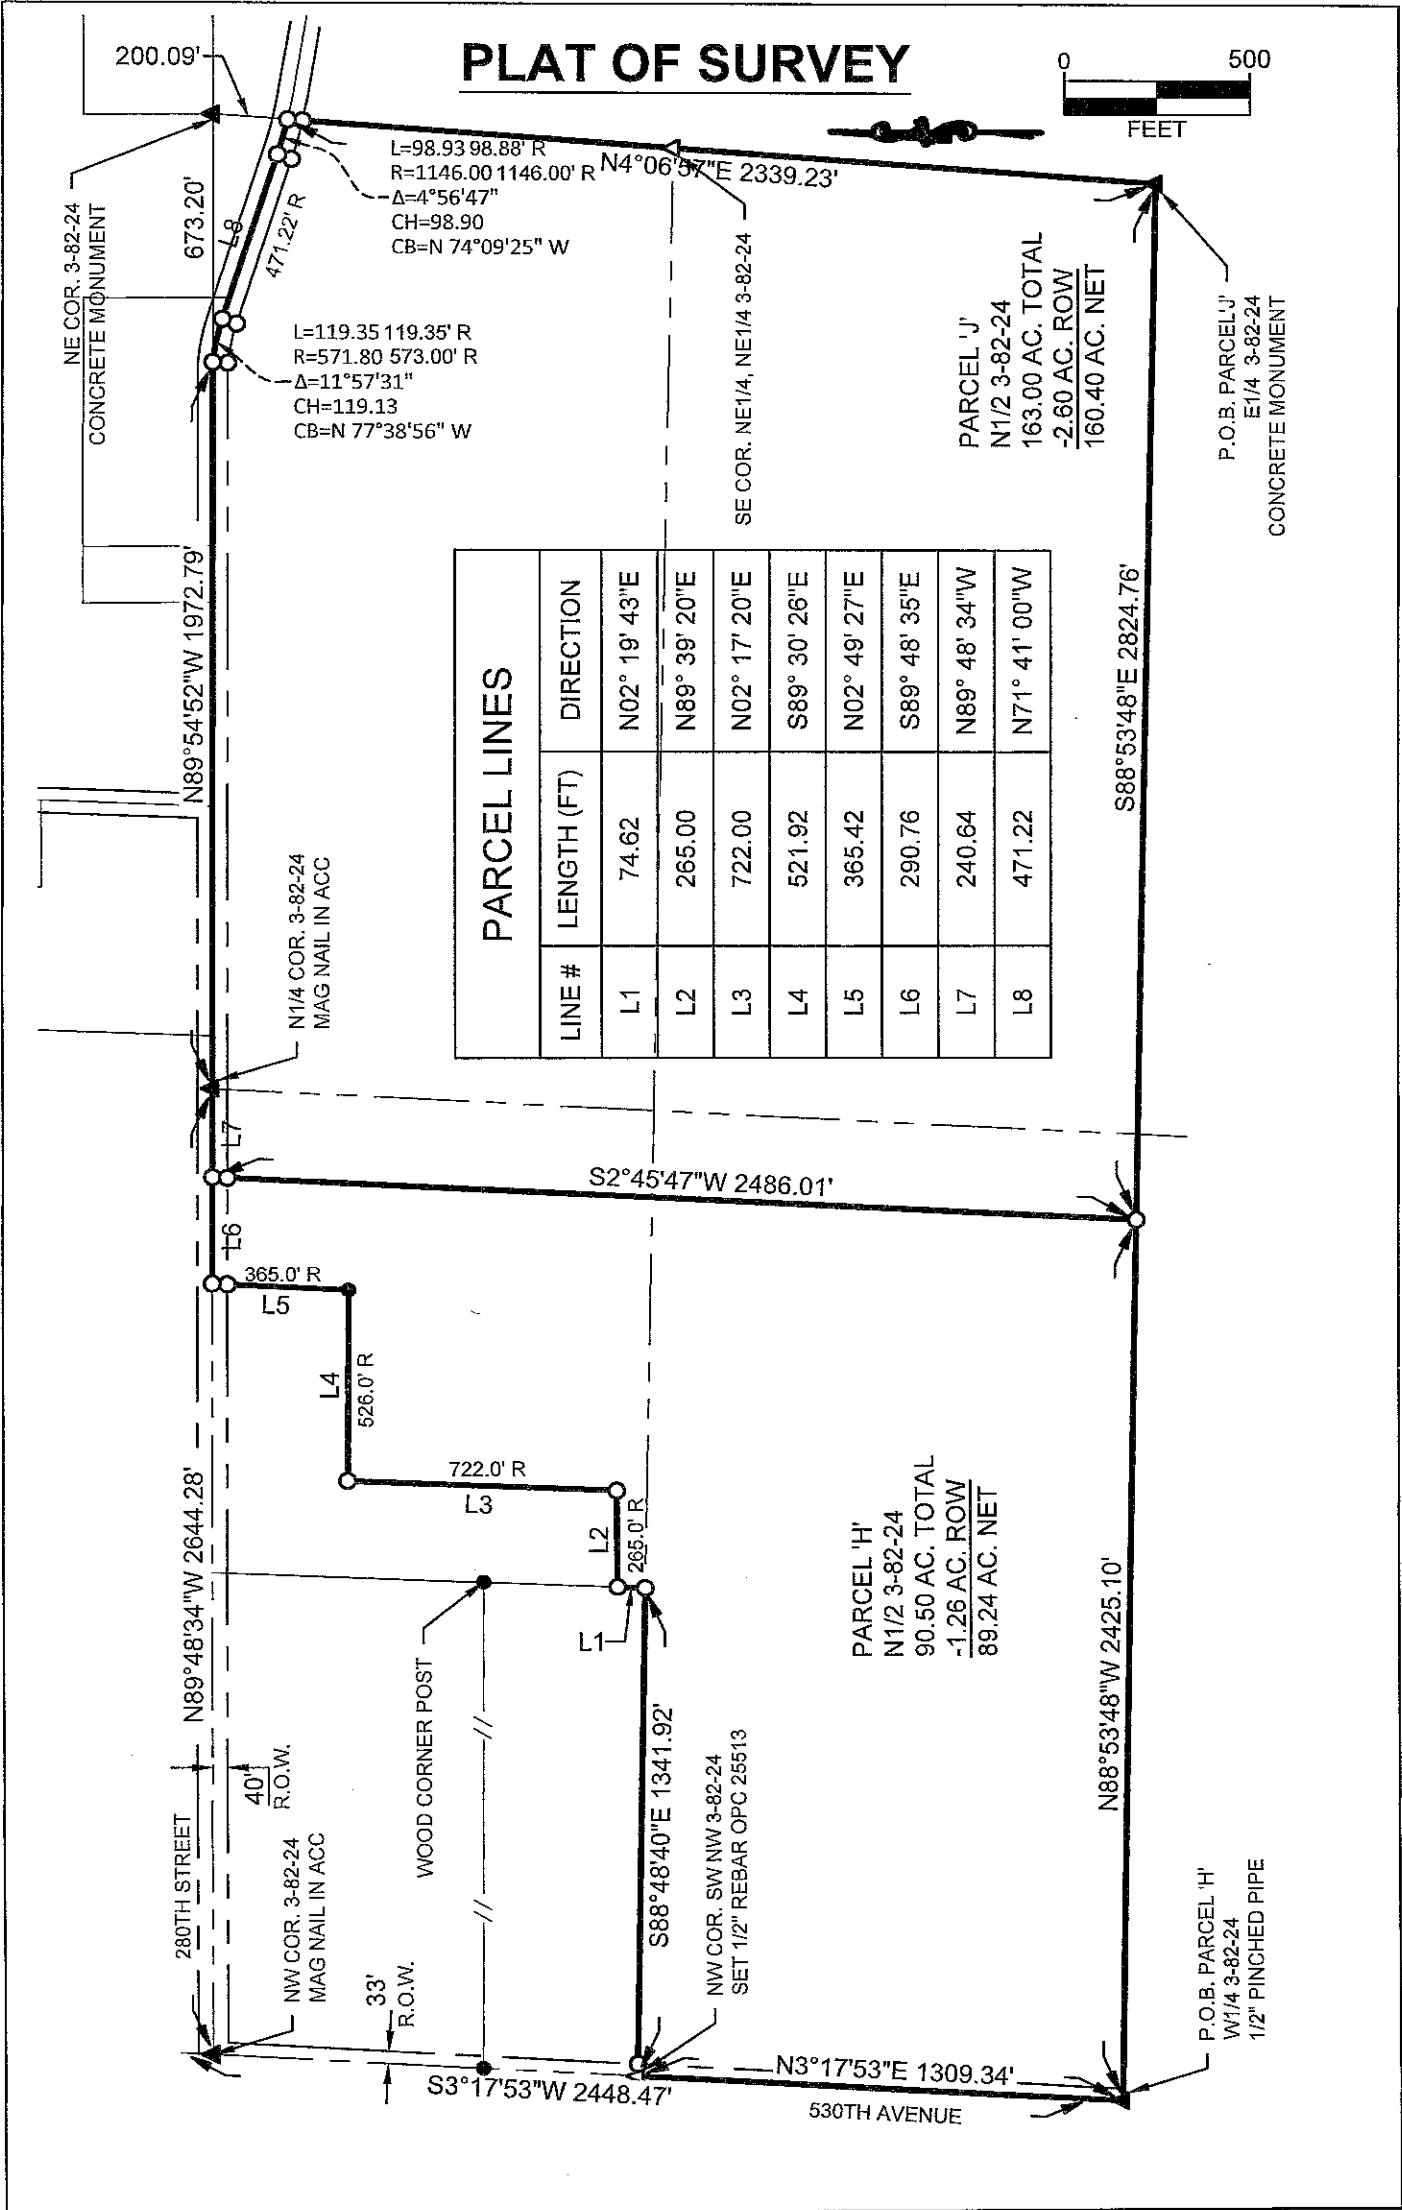 PLAT OF SURVEY
0 500
FEET
200.09'
NE COR. 3-82-24
CONCRETE MONUMENT
673.20'
L8
471.22' R
L=98.93 98.88' R
R=1146.00 1146.00' R
Δ=4°56'47"
CH=98.90
CB=N 74°09'25" W
N4°06'57"E 2339.23'
L=119.35 119.35' R
R=571.80 573.00' R
Δ=11°57'31"
CH=119.13
CB=N 77°38'56" W
SE COR. NE1/4, NE1/4 3-82-24
PARCEL 'J'
N1/2 3-82-24
163.00 AC. TOTAL
-2.60 AC. ROW
160.40 AC. NET
P.O.B. PARCEL'J'
E1/4 3-82-24
CONCRETE MONUMENT
N89°54'52"W 1972.79'
S88°53'48"E 2824.76'
PARCEL LINES
LINE # LENGTH (FT) DIRECTION
L1 74.62 N02° 19' 43"E
L2 265.00 N89° 39' 20"E
L3 722.00 N02° 17' 20"E
L4 521.92 S89° 30' 26"E
L5 365.42 N02° 49' 27"E
L6 290.76 S89° 48' 35"E
L7 240.64 N89° 48' 34"W
L8 471.22 N71° 41' 00"W
N1/4 COR. 3-82-24
MAG NAIL IN ACC
L7
S2°45'47"W 2486.01'
L6
365.0' R
L5
L4
526.0' R
722.0' R
L3
L2
265.0' R
L1
N89°48'34"W 2644.28'
WOOD CORNER POST
PARCEL 'H'
N1/2 3-82-24
90.50 AC. TOTAL
-1.26 AC. ROW
89.24 AC. NET
N88°53'48"W 2425.10'
S88°48'40"E 1341.92'
NW COR. SW NW 3-82-24
SET 1/2" REBAR OPC 25513
40'
R.O.W.
280TH STREET
NW COR. 3-82-24
MAG NAIL IN ACC
33'
R.O.W.
S3°17'53"W 2448.47'
N3°17'53"E 1309.34'
530TH AVENUE
P.O.B. PARCEL 'H'
W1/4 3-82-24
1/2" PINCHED PIPE